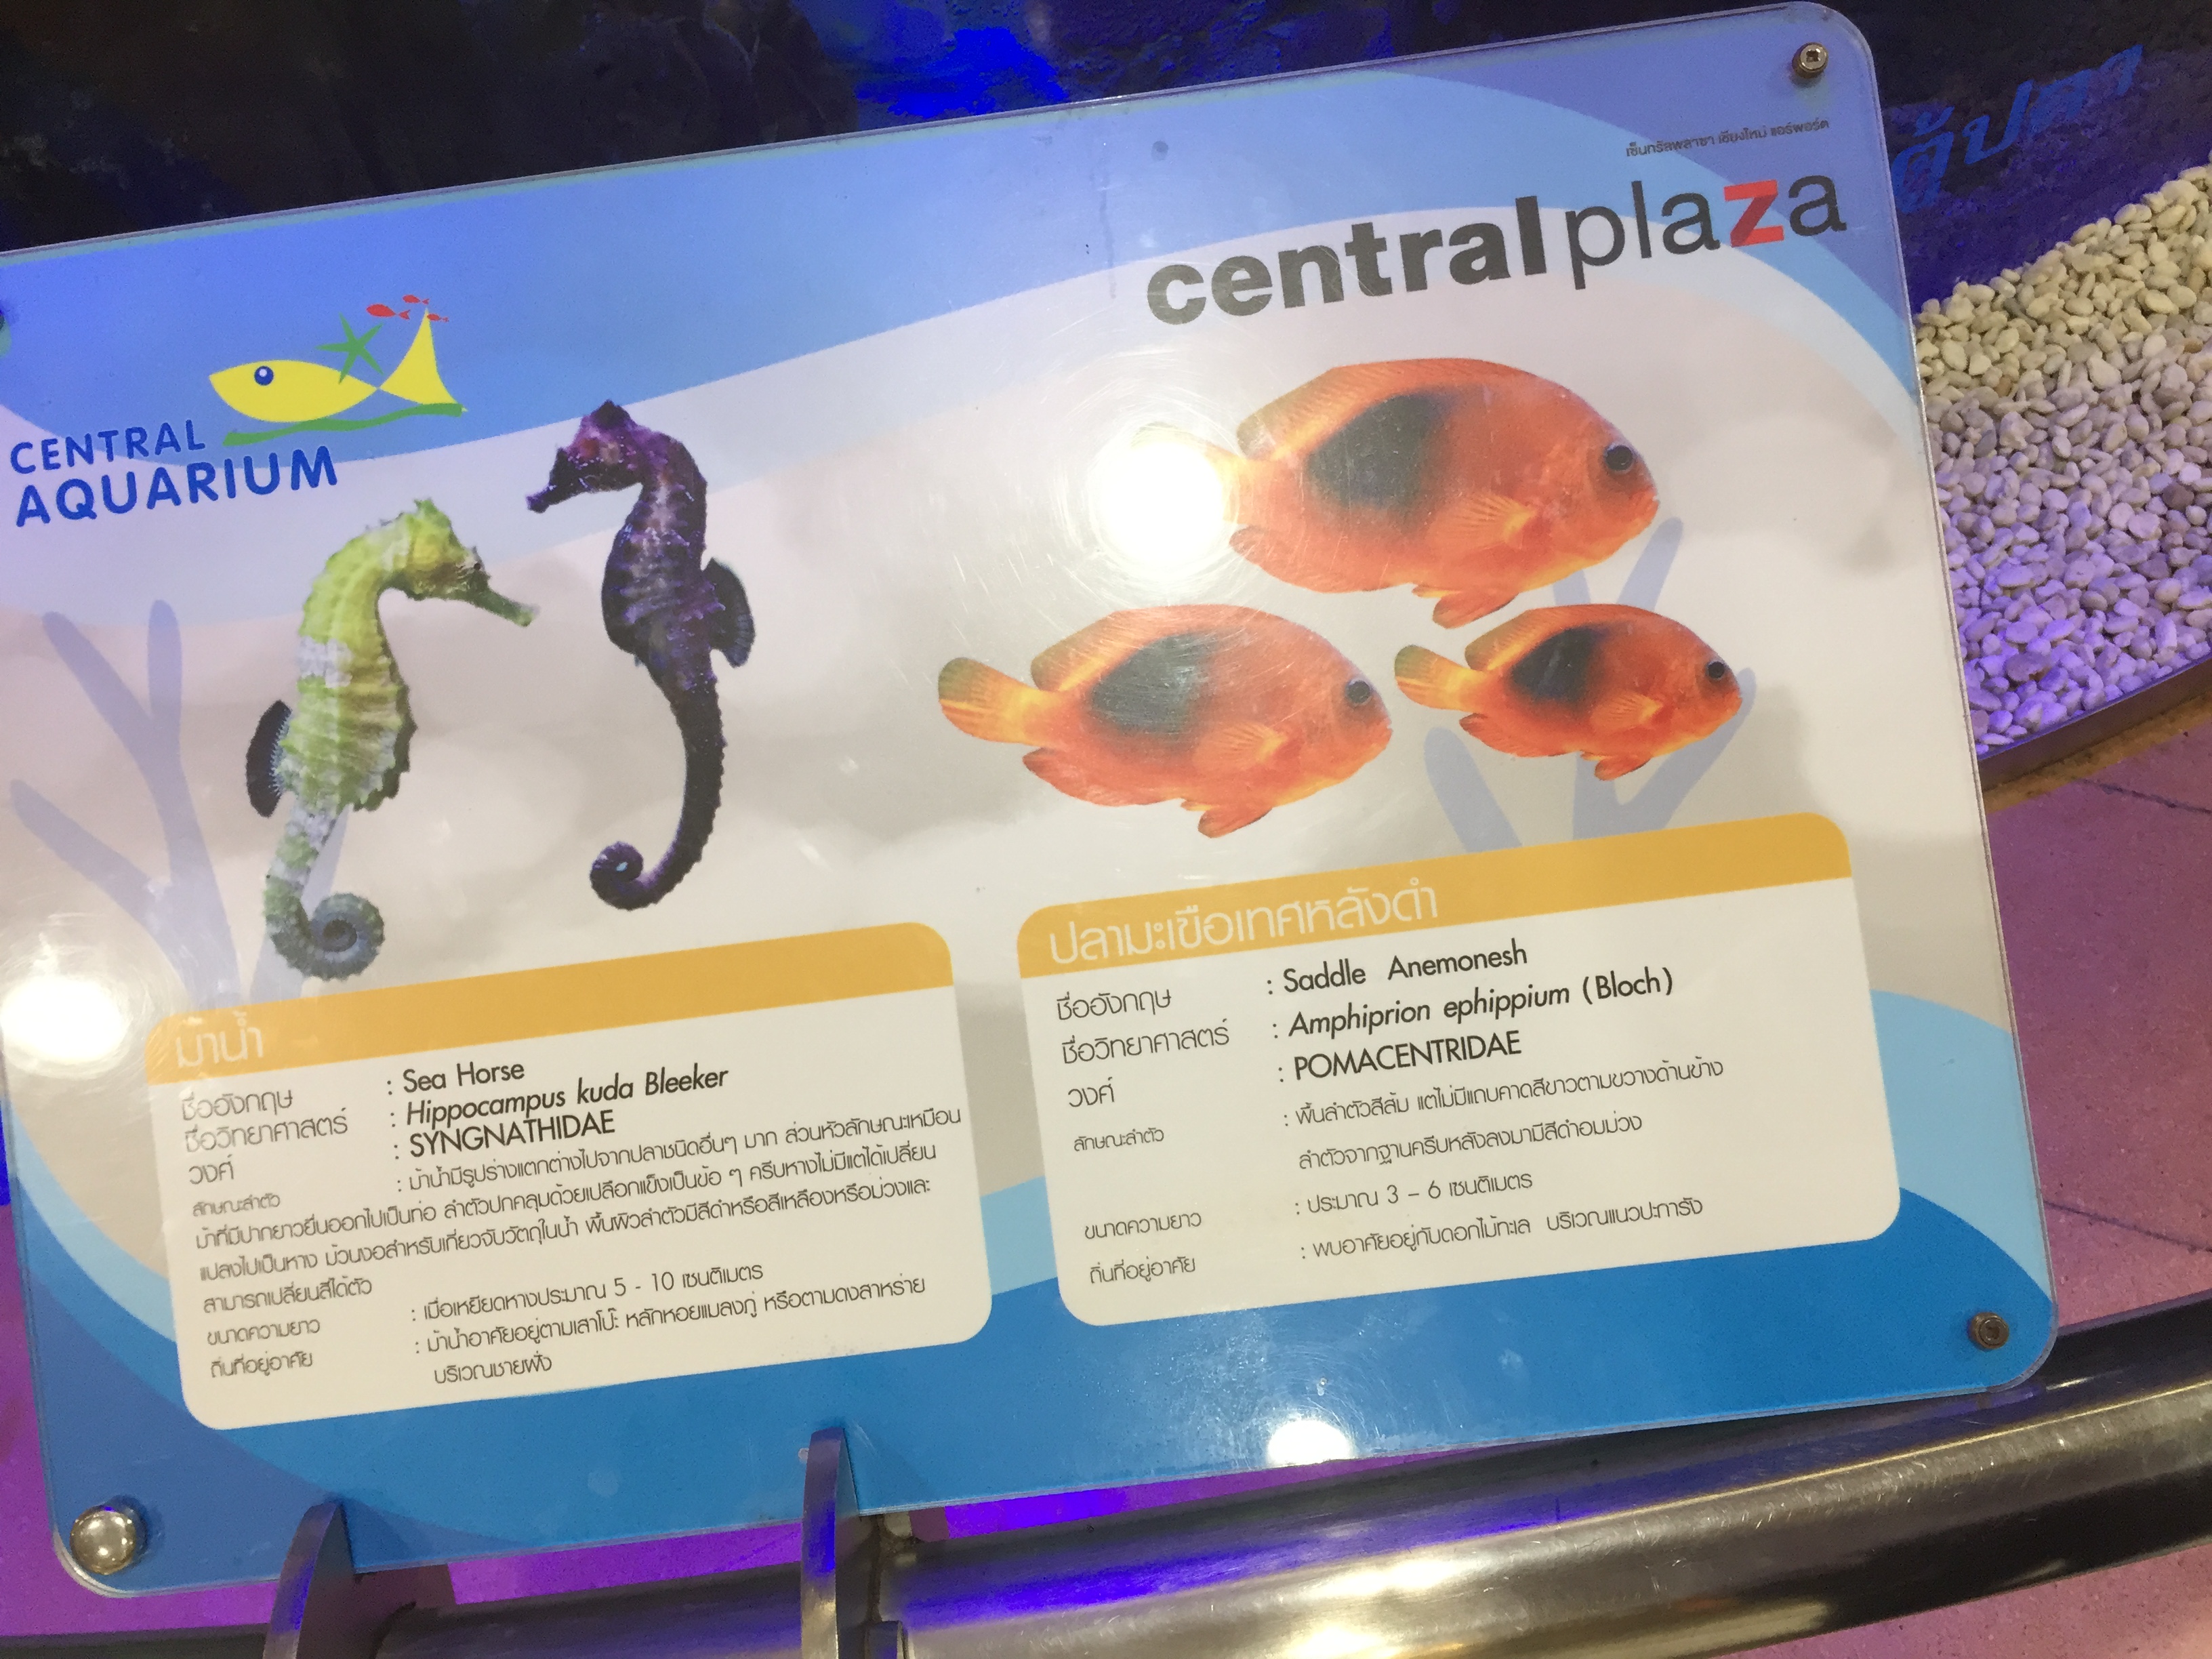 เซ็นทรัลพลาซา เชียงใหม่ แอร์พอร์ต
centralplaza
ตู้ปลา
CENTRAL
AQUARIUM
ม้าน้ำ
ชื่ออังกฤษ : Sea Horse
ชื่อวิทยาศาสตร์ : Hippocampus kuda Bleeker
วงศ์ : SYNGNATHIDAE
ลักษณะลำตัว : ม้าน้ำมีรูปร่างแตกต่างไปจากปลาชนิดอื่นๆ มาก ส่วนหัวลักษณะเหมือน
ม้าที่มีปากยาวยื่นออกไปเป็นท่อ ลำตัวปกคลุมด้วยเปลือกแข็งเป็นข้อ ๆ ครีบหางไม่มีแต่ได้เปลี่ยน
แปลงไปเป็นหาง ม้วนงอสำหรับเกี่ยวจับวัตถุในน้ำ พื้นผิวลำตัวมีสีดำหรือสีเหลืองหรือม่วงและ
สามารถเปลี่ยนสีได้ตัว
ขนาดความยาว : เมื่อเหยียดหางประมาณ 5 - 10 เซนติเมตร
ถิ่นที่อยู่อาศัย : ม้าน้ำอาศัยอยู่ตามเสาโป๊ะ หลักหอยแมลงภู่ หรือตามดงสาหร่าย
บริเวณชายฝั่ง
ปลามะเขือเทศหลังดำ
ชื่ออังกฤษ : Saddle Anemonesh
ชื่อวิทยาศาสตร์ : Amphiprion ephippium (Bloch)
วงศ์ : POMACENTRIDAE
ลักษณะลำตัว : พื้นลำตัวสีส้ม แต่ไม่มีแถบคาดสีขาวตามขวางด้านข้าง
ลำตัวจากฐานครีบหลังลงมามีสีดำอมม่วง
ขนาดความยาว : ประมาณ 3 – 6 เซนติเมตร
ถิ่นที่อยู่อาศัย : พบอาศัยอยู่กับดอกไม้ทะเล บริเวณแนวปะการัง